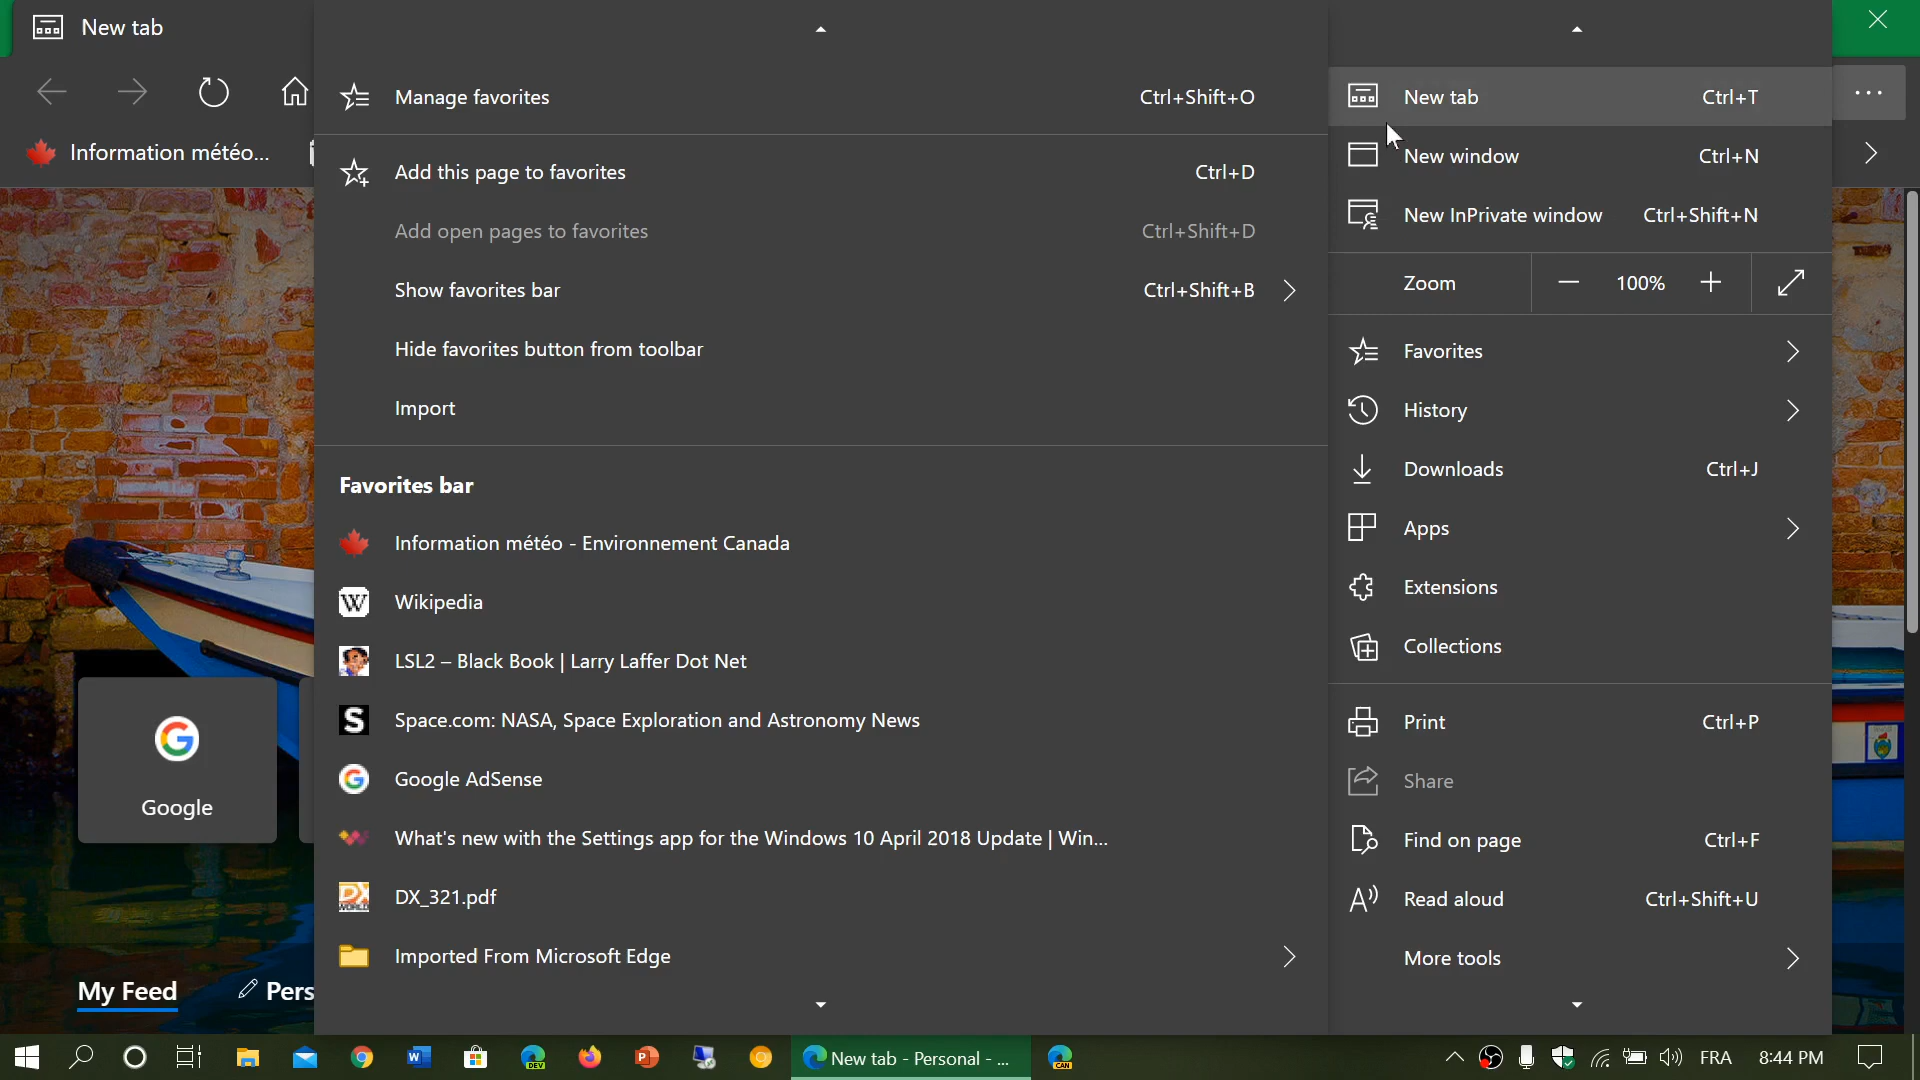 New tab
Information météo...
Manage favorites Ctrl+Shift+O
Add this page to favorites Ctrl+D
Add open pages to favorites Ctrl+Shift+D
Show favorites bar Ctrl+Shift+B
Hide favorites button from toolbar
Import
Favorites bar
Information météo - Environnement Canada
W Wikipedia
LSL2 – Black Book | Larry Laffer Dot Net
S Space.com: NASA, Space Exploration and Astronomy News
G Google AdSense
What's new with the Settings app for the Windows 10 April 2018 Update | Win...
DX WORLD DX_321.pdf
Imported From Microsoft Edge
New tab Ctrl+T
New window Ctrl+N
New InPrivate window Ctrl+Shift+N
Zoom — 100% +
Favorites
History
Downloads Ctrl+J
Apps
Extensions
Collections
Print Ctrl+P
Share
Find on page Ctrl+F
Read aloud Ctrl+Shift+U
More tools
G
Google
My Feed Pers
W DEV P New tab - Personal - ... CAN FRA 8:44 PM